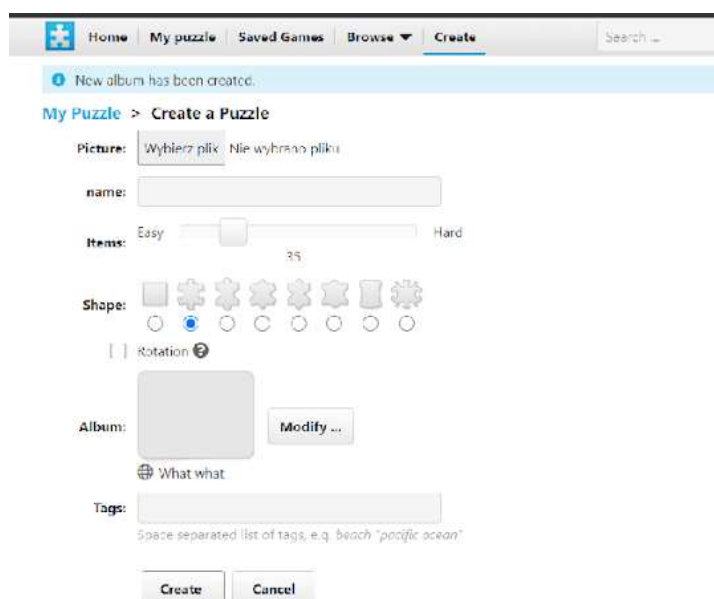 Home My puzzle Saved Games Browse Create Search ...
New album has been created.
My Puzzle > Create a Puzzle
Picture: Wybierz plik Nie wybrano pliku
name:
Items: Easy Hard
35
Shape:
Rotation
Album: Modify ...
What what
Tags:
Space separated list of tags, e.g. beach "pacific ocean"
Create Cancel